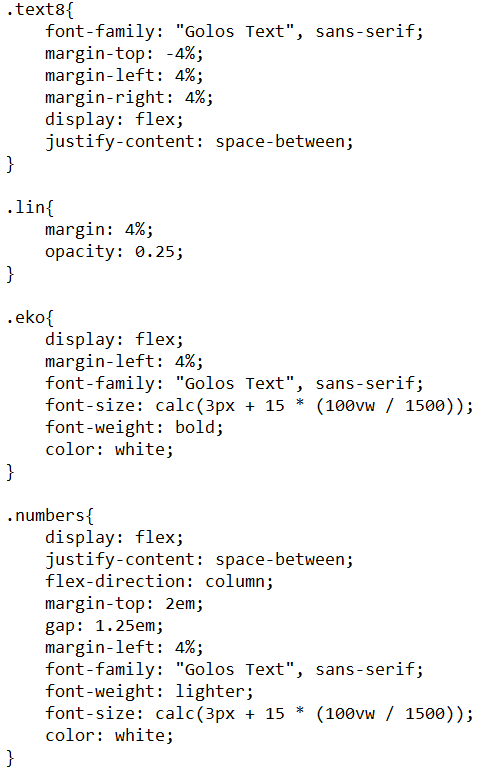 .text8{
    font-family: "Golos Text", sans-serif;
    margin-top: -4%;
    margin-left: 4%;
    margin-right: 4%;
    display: flex;
    justify-content: space-between;
}

.lin{
    margin: 4%;
    opacity: 0.25;
}

.eko{
    display: flex;
    margin-left: 4%;
    font-family: "Golos Text", sans-serif;
    font-size: calc(3px + 15 * (100vw / 1500));
    font-weight: bold;
    color: white;
}

.numbers{
    display: flex;
    justify-content: space-between;
    flex-direction: column;
    margin-top: 2em;
    gap: 1.25em;
    margin-left: 4%;
    font-family: "Golos Text", sans-serif;
    font-weight: lighter;
    font-size: calc(3px + 15 * (100vw / 1500));
    color: white;
}